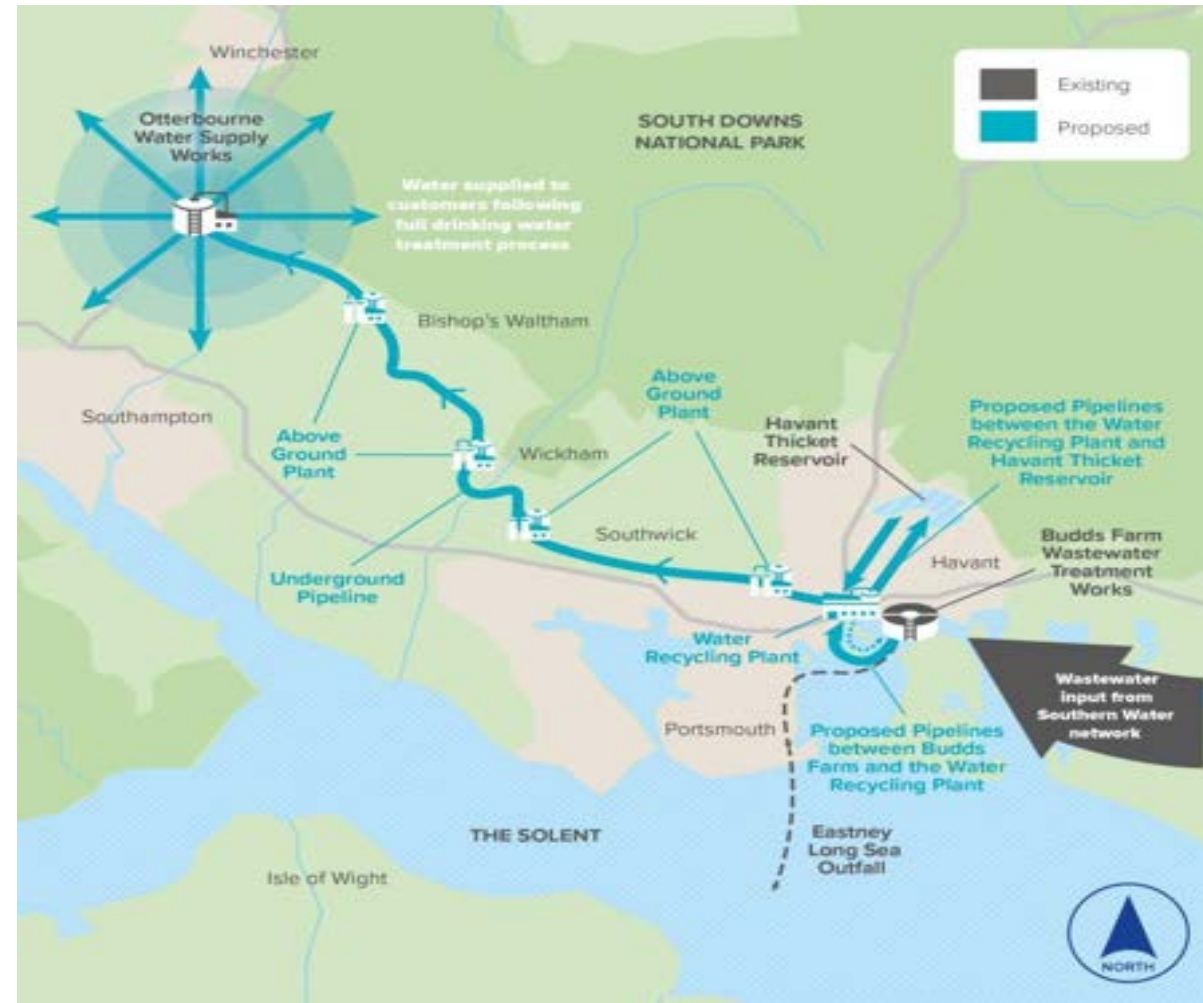 Winchester
Existing
Proposed
Otterbourne
Water Supply
Works
SOUTH DOWNS
NATIONAL PARK
Water supplied to
customers following
full drinking water
treatment process
Bishop's Waltham
Above
Ground
Plant
Southampton
Above
Ground
Plant
Wickham
Havant
Thicket
Reservoir
Proposed Pipelines
between the Water
Recycling Plant and
Havant Thicket
Reservoir
Southwick
Budds Farm
Wastewater
Treatment
Works
Havant
Underground
Pipeline
Water
Recycling Plant
Wastewater
input from
Southern Water
network
Portsmouth
Proposed Pipelines
between Budds
Farm and the Water
Recycling Plant
THE SOLENT
Eastney
Long Sea
Outfall
Isle of Wight
NORTH